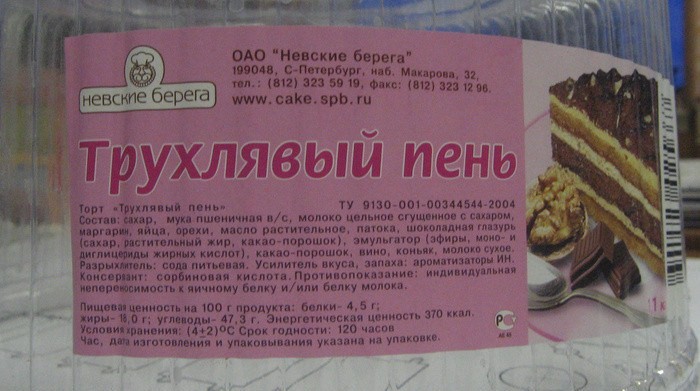 ОАО "Невские берега"
199048, С-Петербург, наб. Макарова, 32,
тел.: (812) 323 59 19, факс: (812) 323 12 96.
www.cake.spb.ru
невские берега
Трухлявый пень
Торт «Трухлявый пень» ТУ 9130-001-00344544-2004
Состав: сахар, мука пшеничная в/с, молоко цельное сгущенное с сахаром,
маргарин, яйца, орехи, масло растительное, патока, шоколадная глазурь
(сахар, растительный жир, какао-порошок), эмульгатор (эфиры, моно- и
диглицериды жирных кислот), какао-порошок, вино, коньяк, молоко сухое.
Разрыхлитель: сода питьевая. Усилитель вкуса, запаха: ароматизаторы ИН.
Консервант: сорбиновая кислота. Противопоказание: индивидуальная
непереносимость к яичному белку и/или белку молока.
Пищевая ценность на 100 г продукта: белки- 4,5 г;
жиры- 18,0 г; углеводы- 47,3 г. Энергетическая ценность 370 ккал.
Условия хранения: (4±2)ºС Срок годности: 120 часов
Час, дата изготовления и упаковывания указана на упаковке.